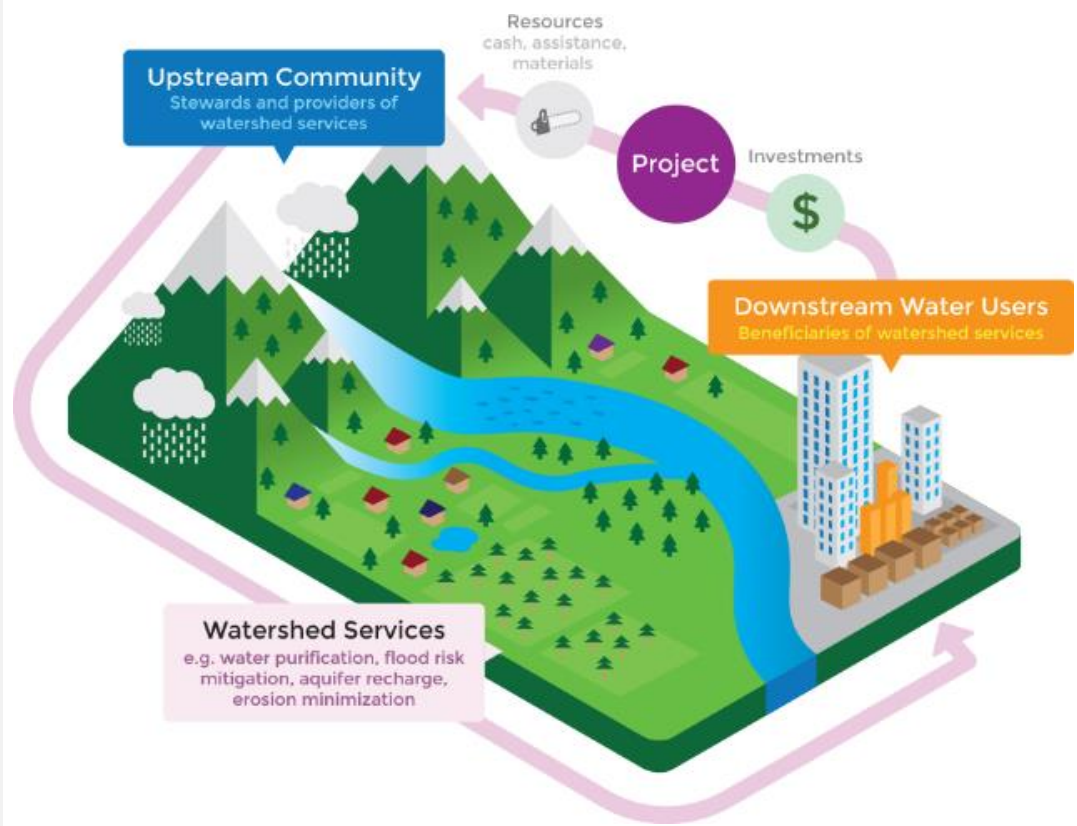 Resources
cash, assistance,
materials
Upstream Community
Stewards and providers of
watershed services
Project
Investments
$
Downstream Water Users
Beneficiaries of watershed services
Watershed Services
e.g. water purification, flood risk
mitigation, aquifer recharge,
erosion minimization